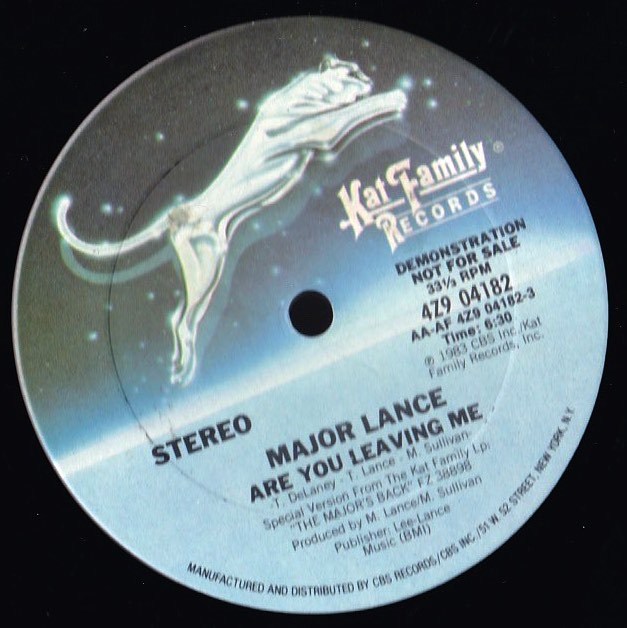 Kat Family ®
RECORDS
DEMONSTRATION
NOT FOR SALE
33⅓ RPM
4Z9 04182
AA-AF 4Z9 04182-3
Time: 6:30
℗ 1983 CBS Inc./Kat
Family Records, Inc.
STEREO
MAJOR LANCE
ARE YOU LEAVING ME
-T. DeLaney - T. Lance - M. Sullivan-
Special Version From The Kat Family Lp:
"THE MAJOR'S BACK" FZ 38898
Produced by M. Lance/M. Sullivan
Publisher: Lee-Lance
Music (BMI)
MANUFACTURED AND DISTRIBUTED BY CBS RECORDS/CBS INC./51 W. 52 STREET, NEW YORK, N.Y.